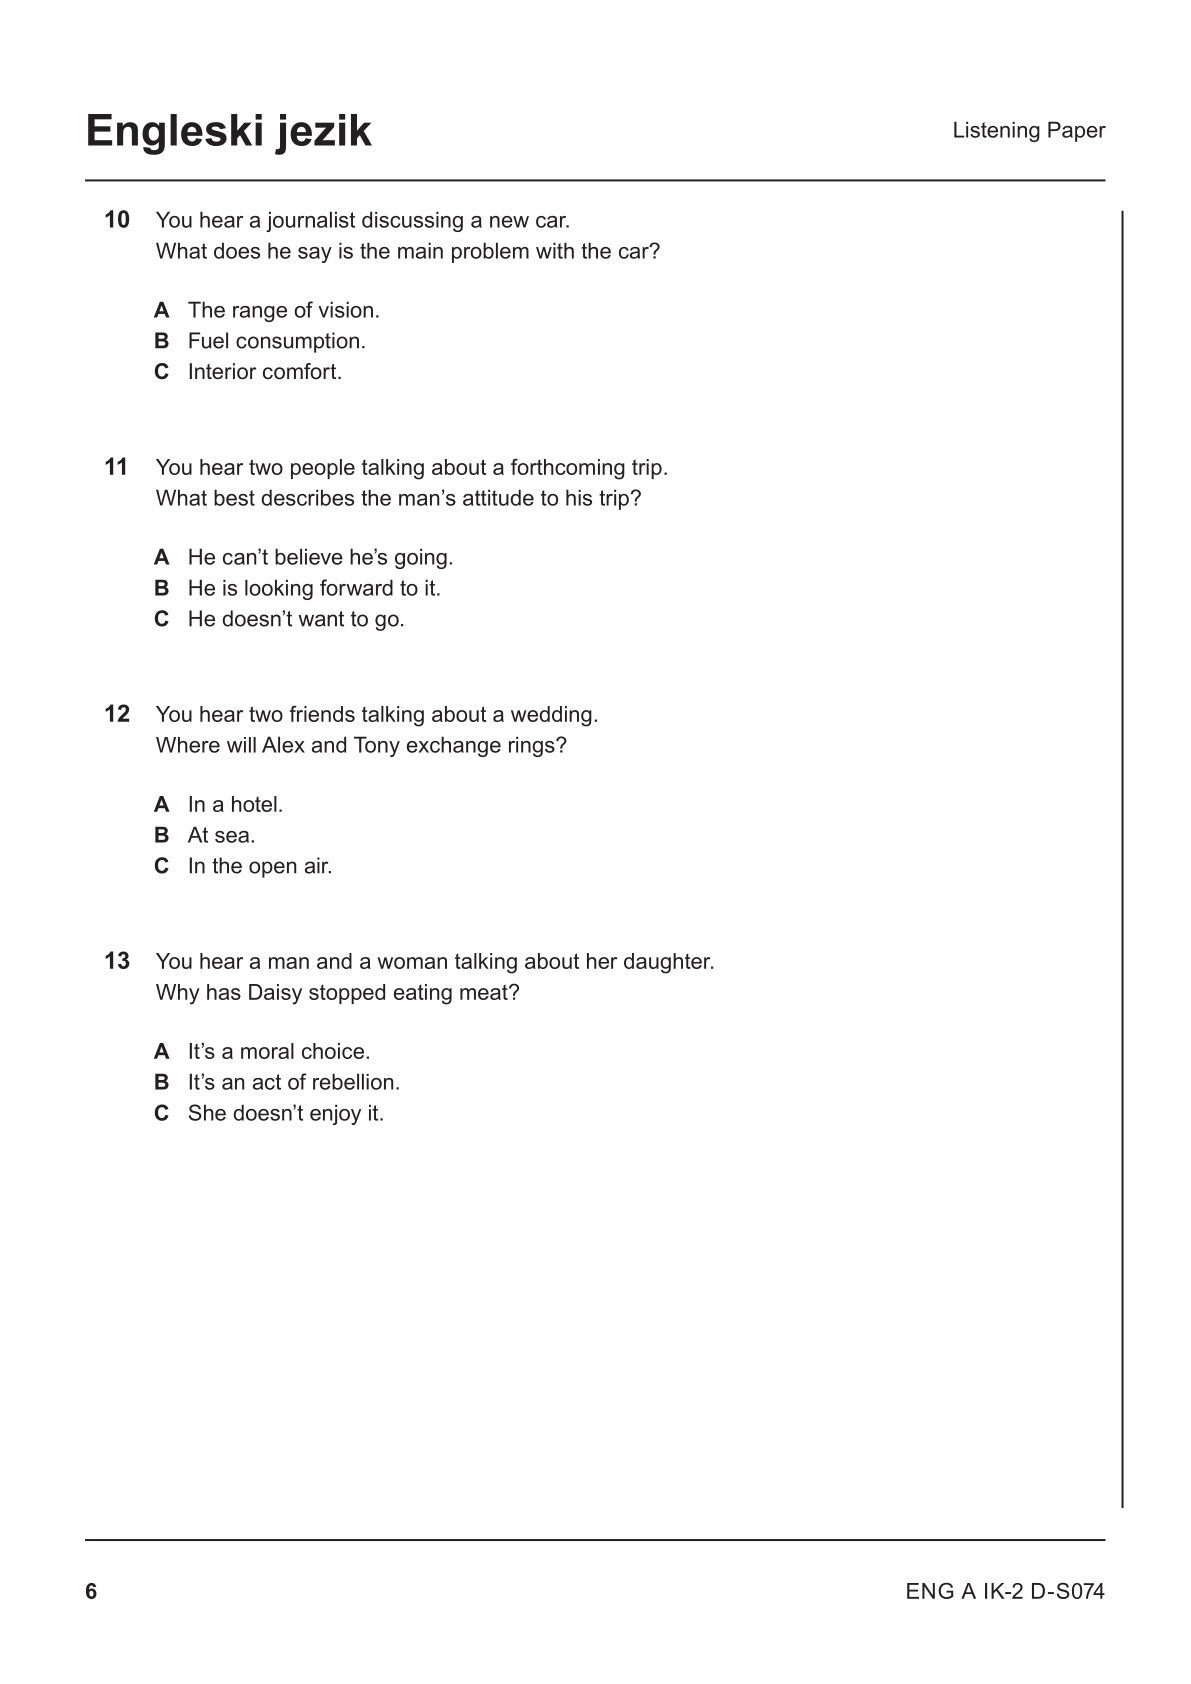 Engleski jezik
Listening Paper
10 You hear a journalist discussing a new car.
What does he say is the main problem with the car?
A The range of vision.
B Fuel consumption.
C Interior comfort.
11 You hear two people talking about a forthcoming trip.
What best describes the man’s attitude to his trip?
A He can’t believe he’s going.
B He is looking forward to it.
C He doesn’t want to go.
12 You hear two friends talking about a wedding.
Where will Alex and Tony exchange rings?
A In a hotel.
B At sea.
C In the open air.
13 You hear a man and a woman talking about her daughter.
Why has Daisy stopped eating meat?
A It’s a moral choice.
B It’s an act of rebellion.
C She doesn’t enjoy it.
6
ENG A IK-2 D-S074